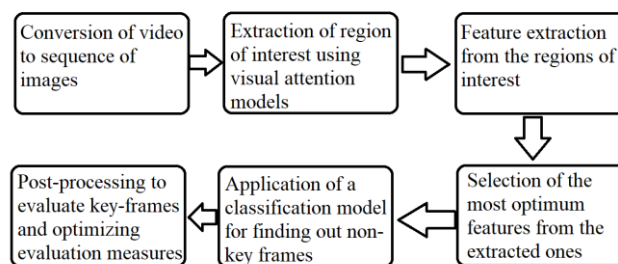 Conversion of video
to sequence of
images
Extraction of region
of interest using
visual attention
models
Feature extraction
from the regions of
interest
Selection of the
most optimum
features from the
extracted ones
Application of a
classification model
for finding out non-
key frames
Post-processing to
evaluate key-frames
and optimizing
evaluation measures